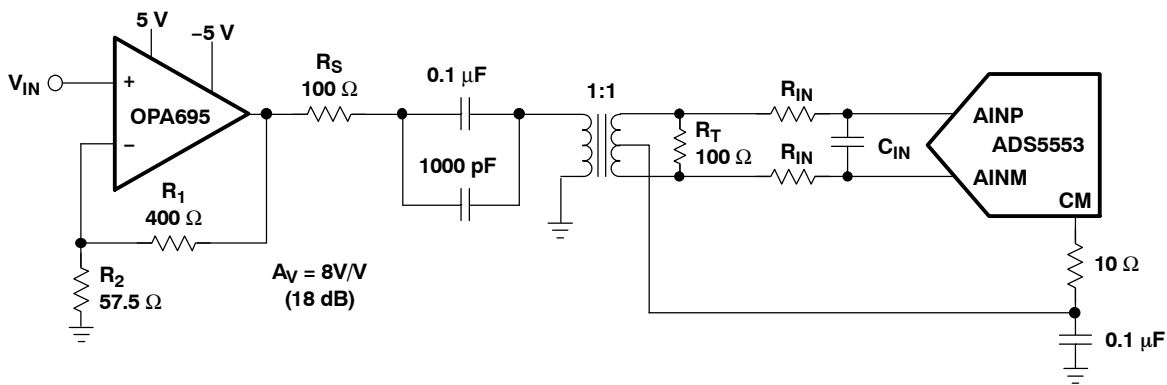 5 V
−5 V
V_IN
+
−
OPA695
R_S
100 Ω
0.1 μF
1000 pF
1:1
R_T
100 Ω
R_IN
R_IN
C_IN
AINP
ADS5553
AINM
CM
10 Ω
0.1 μF
R_1
400 Ω
R_2
57.5 Ω
A_V = 8V/V
(18 dB)